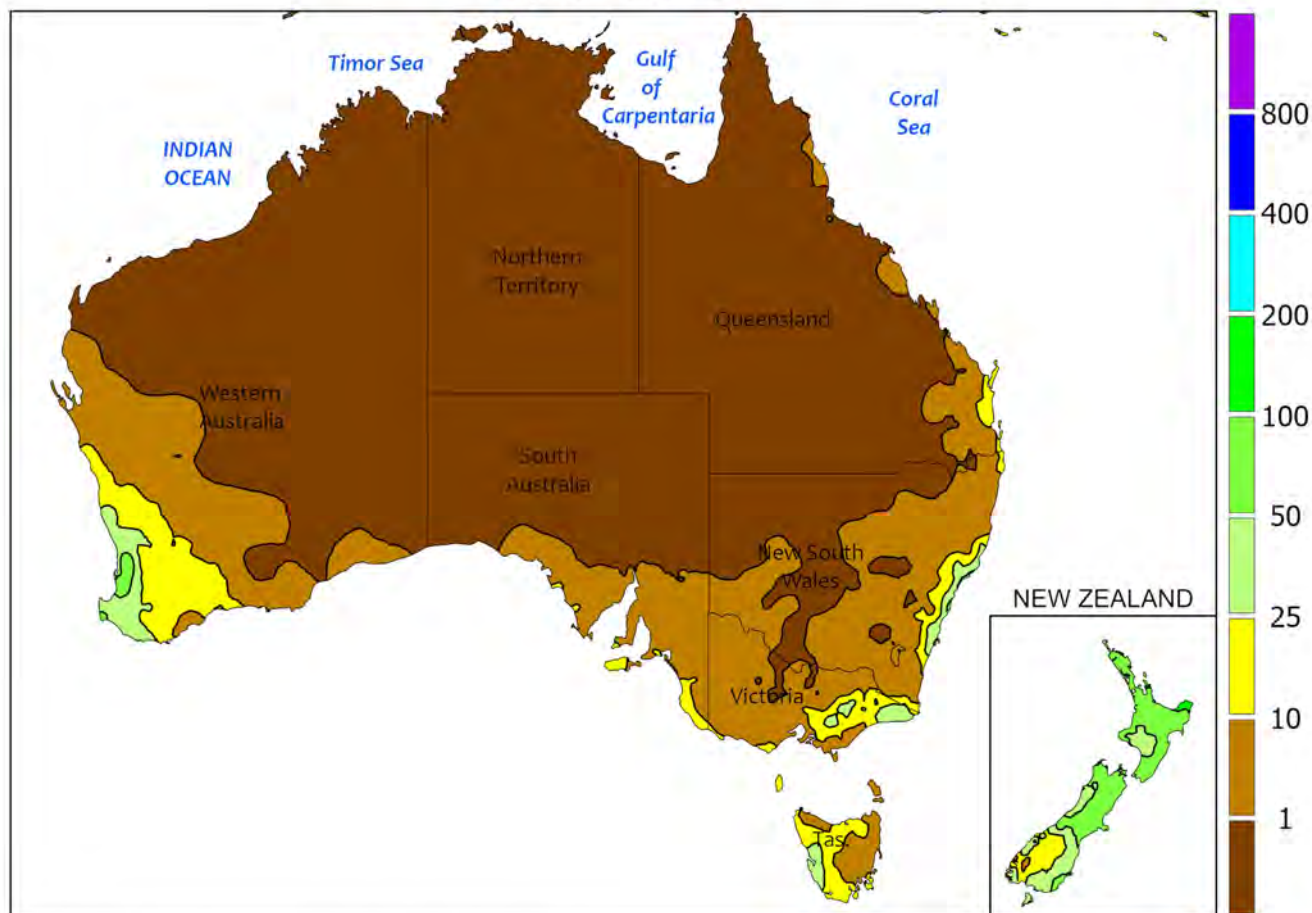 Timor Sea
Gulf
of
Carpentaria
Coral
Sea
INDIAN
OCEAN
800
400
200
100
50
25
10
1
Northern
Territory
Queensland
Western
Australia
South
Australia
New South
Wales
Victoria
Tas.
NEW ZEALAND